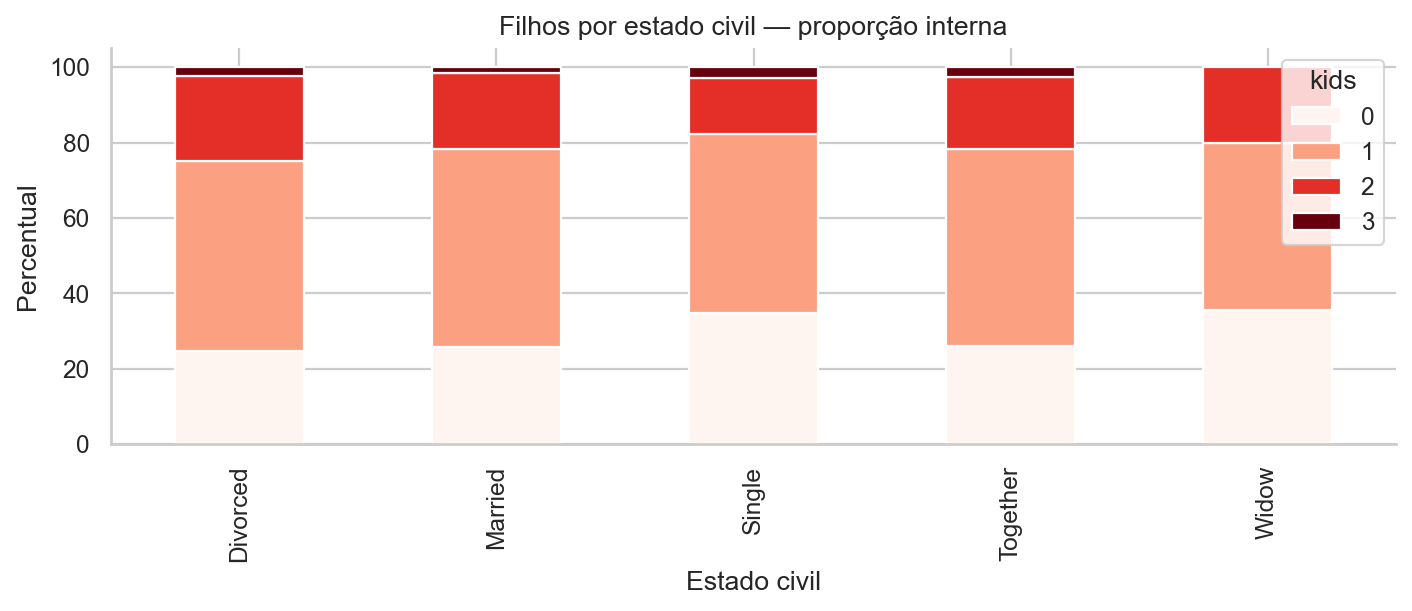 Filhos por estado civil — proporção interna
Percentual
100
80
60
40
20
0
kids
0
1
2
3
Divorced
Married
Single
Together
Widow
Estado civil